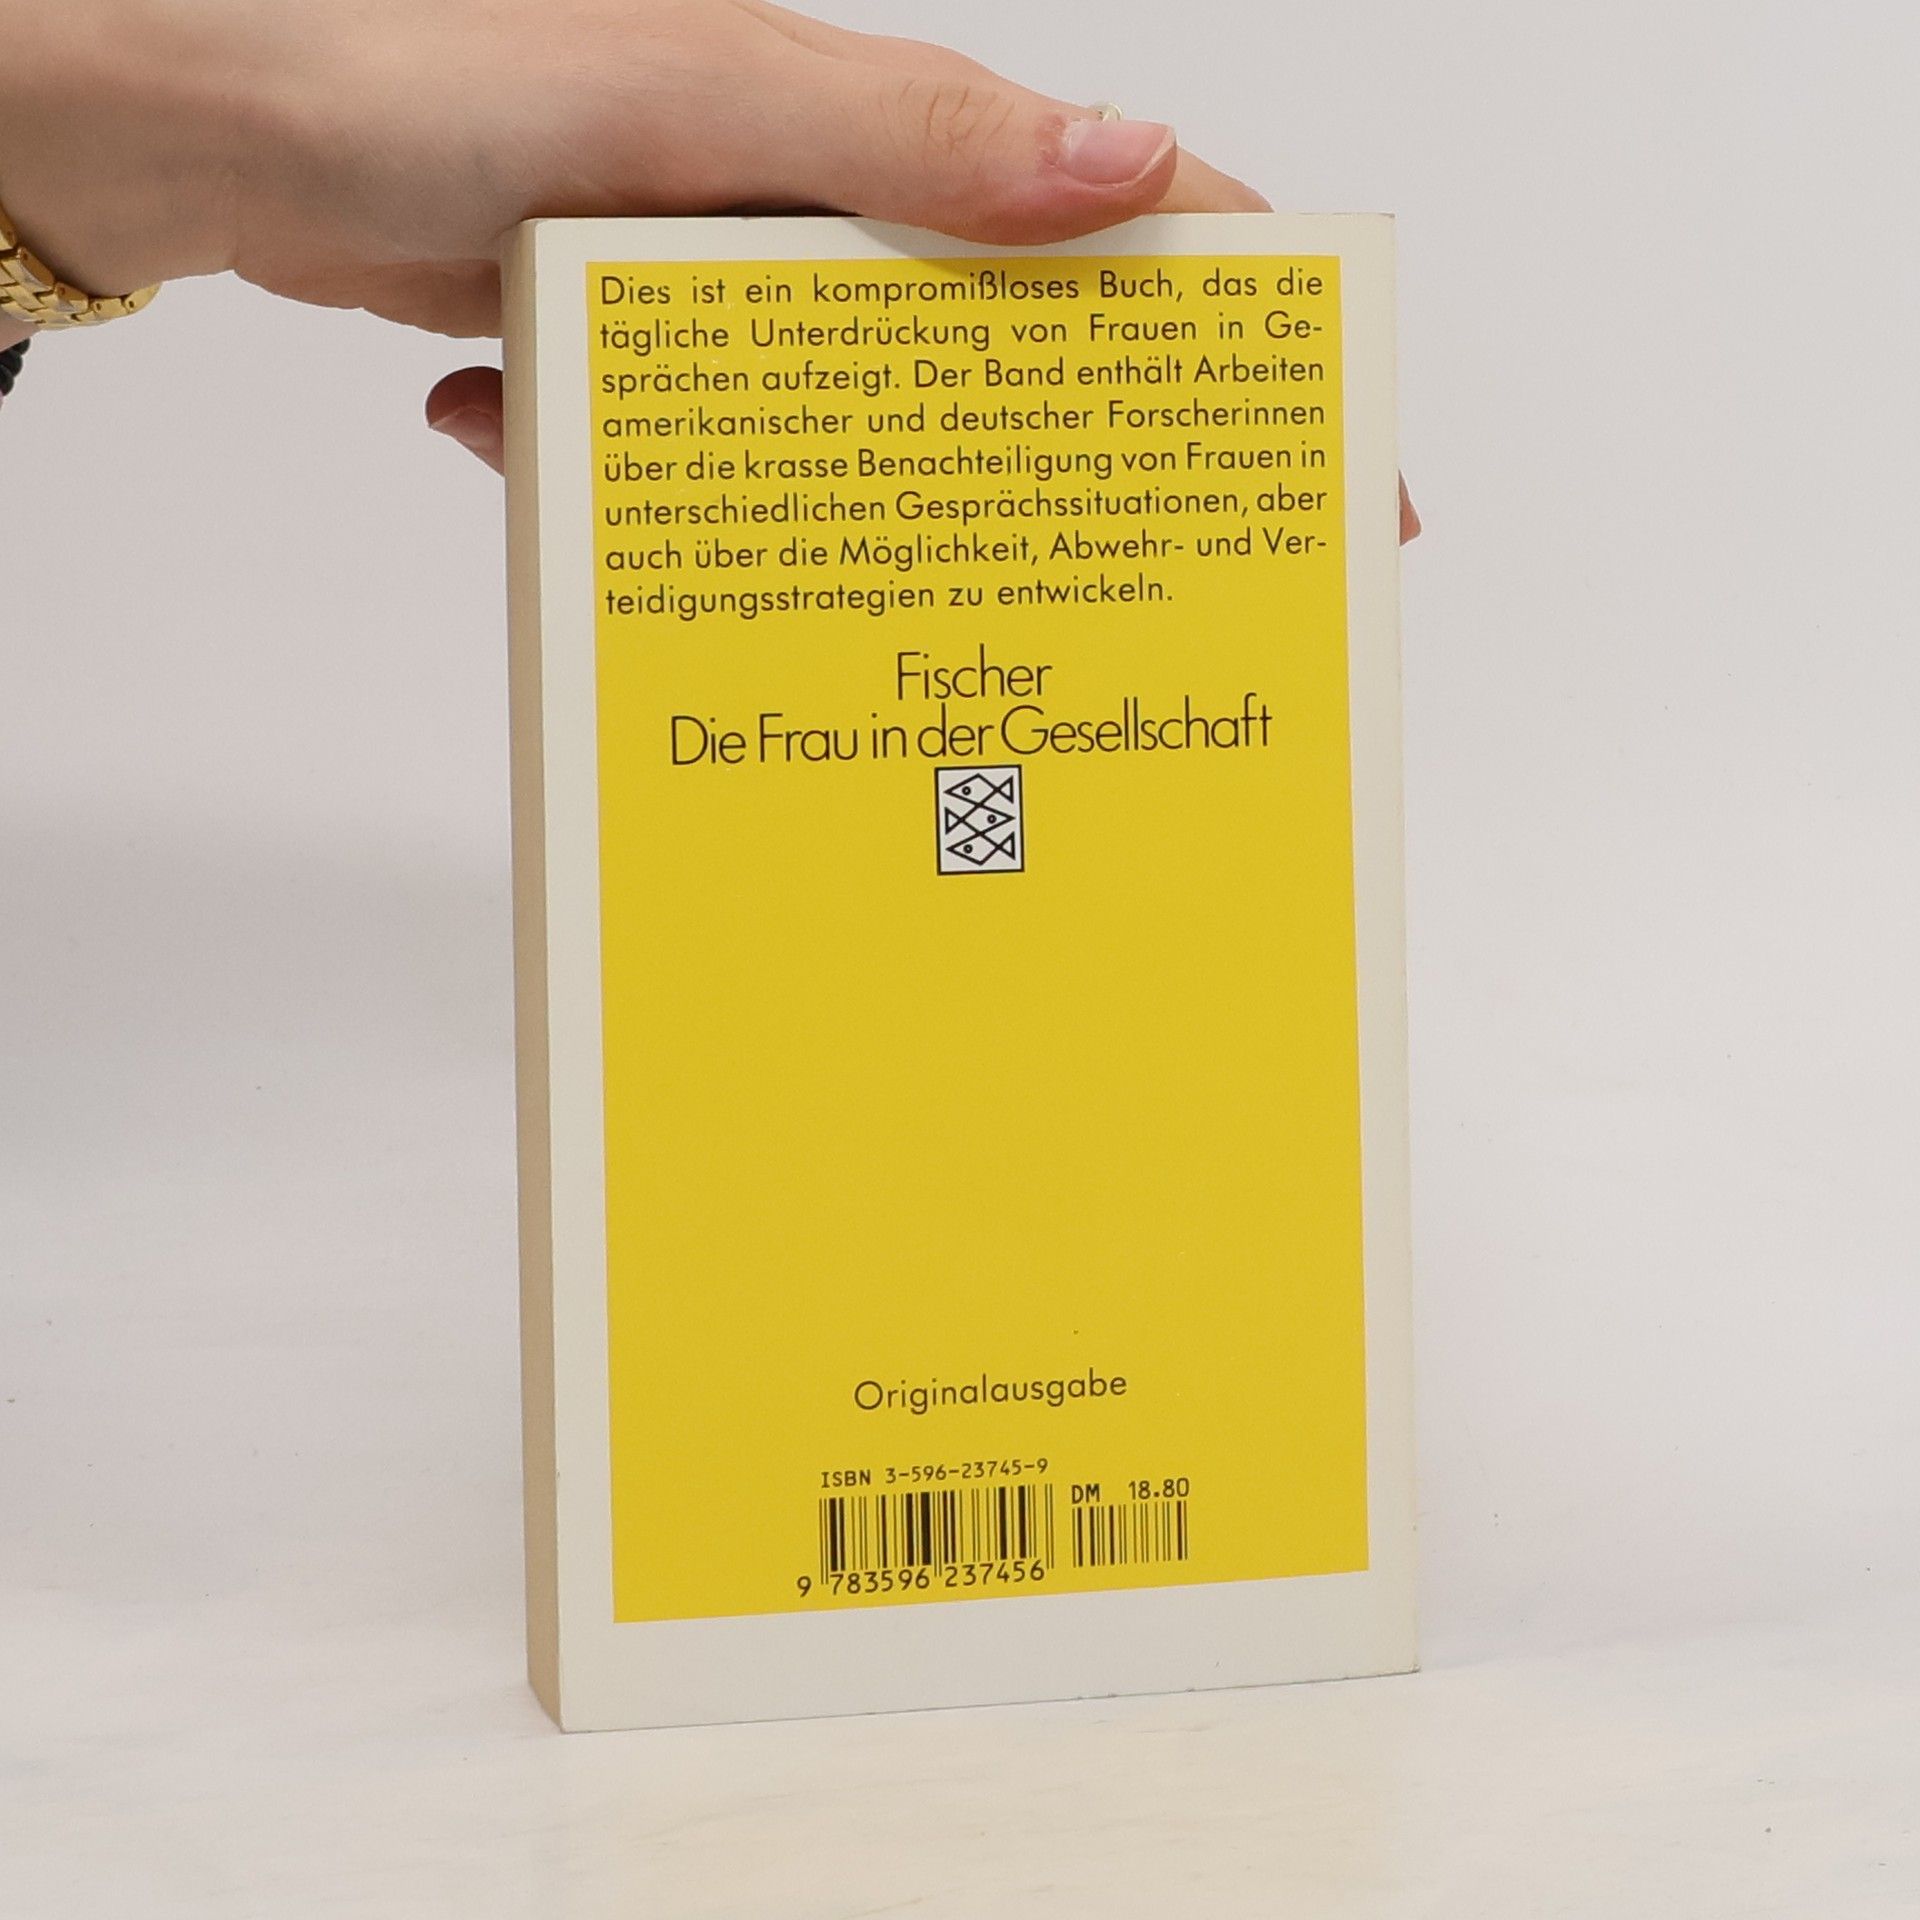 Dies ist ein kompromißloses Buch, das die
tägliche Unterdrückung von Frauen in Ge-
sprächen aufzeigt. Der Band enthält Arbeiten
amerikanischer und deutscher Forscherinnen
über die krasse Benachteiligung von Frauen in
unterschiedlichen Gesprächssituationen, aber
auch über die Möglichkeit, Abwehr- und Ver-
teidigungsstrategien zu entwickeln.
Fischer
Die Frau in der Gesellschaft
Originalausgabe
ISBN 3-596-23745-9
DM 18.80
9 783596 237456